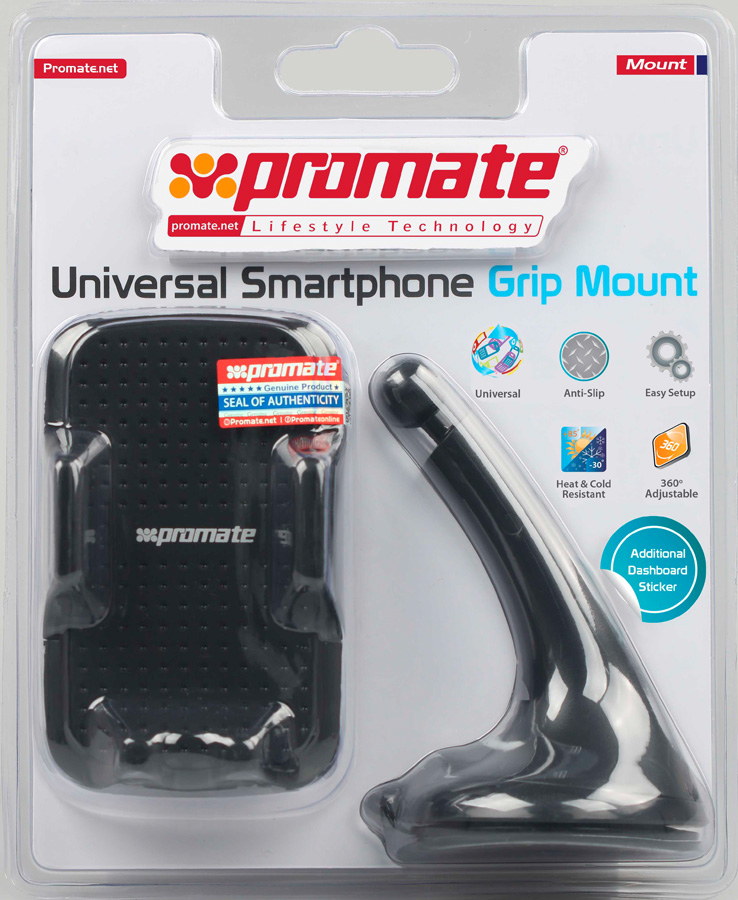 Promate.net
Mount
promate®
promate.net Lifestyle Technology
Universal Smartphone Grip Mount
Universal
Anti-Slip
Easy Setup
-30°
Heat & Cold
Resistant
360
360°
Adjustable
Additional
Dashboard
Sticker
promate
Genuine Product
SEAL OF AUTHENTICITY
Promate.net | Promateonline
promate